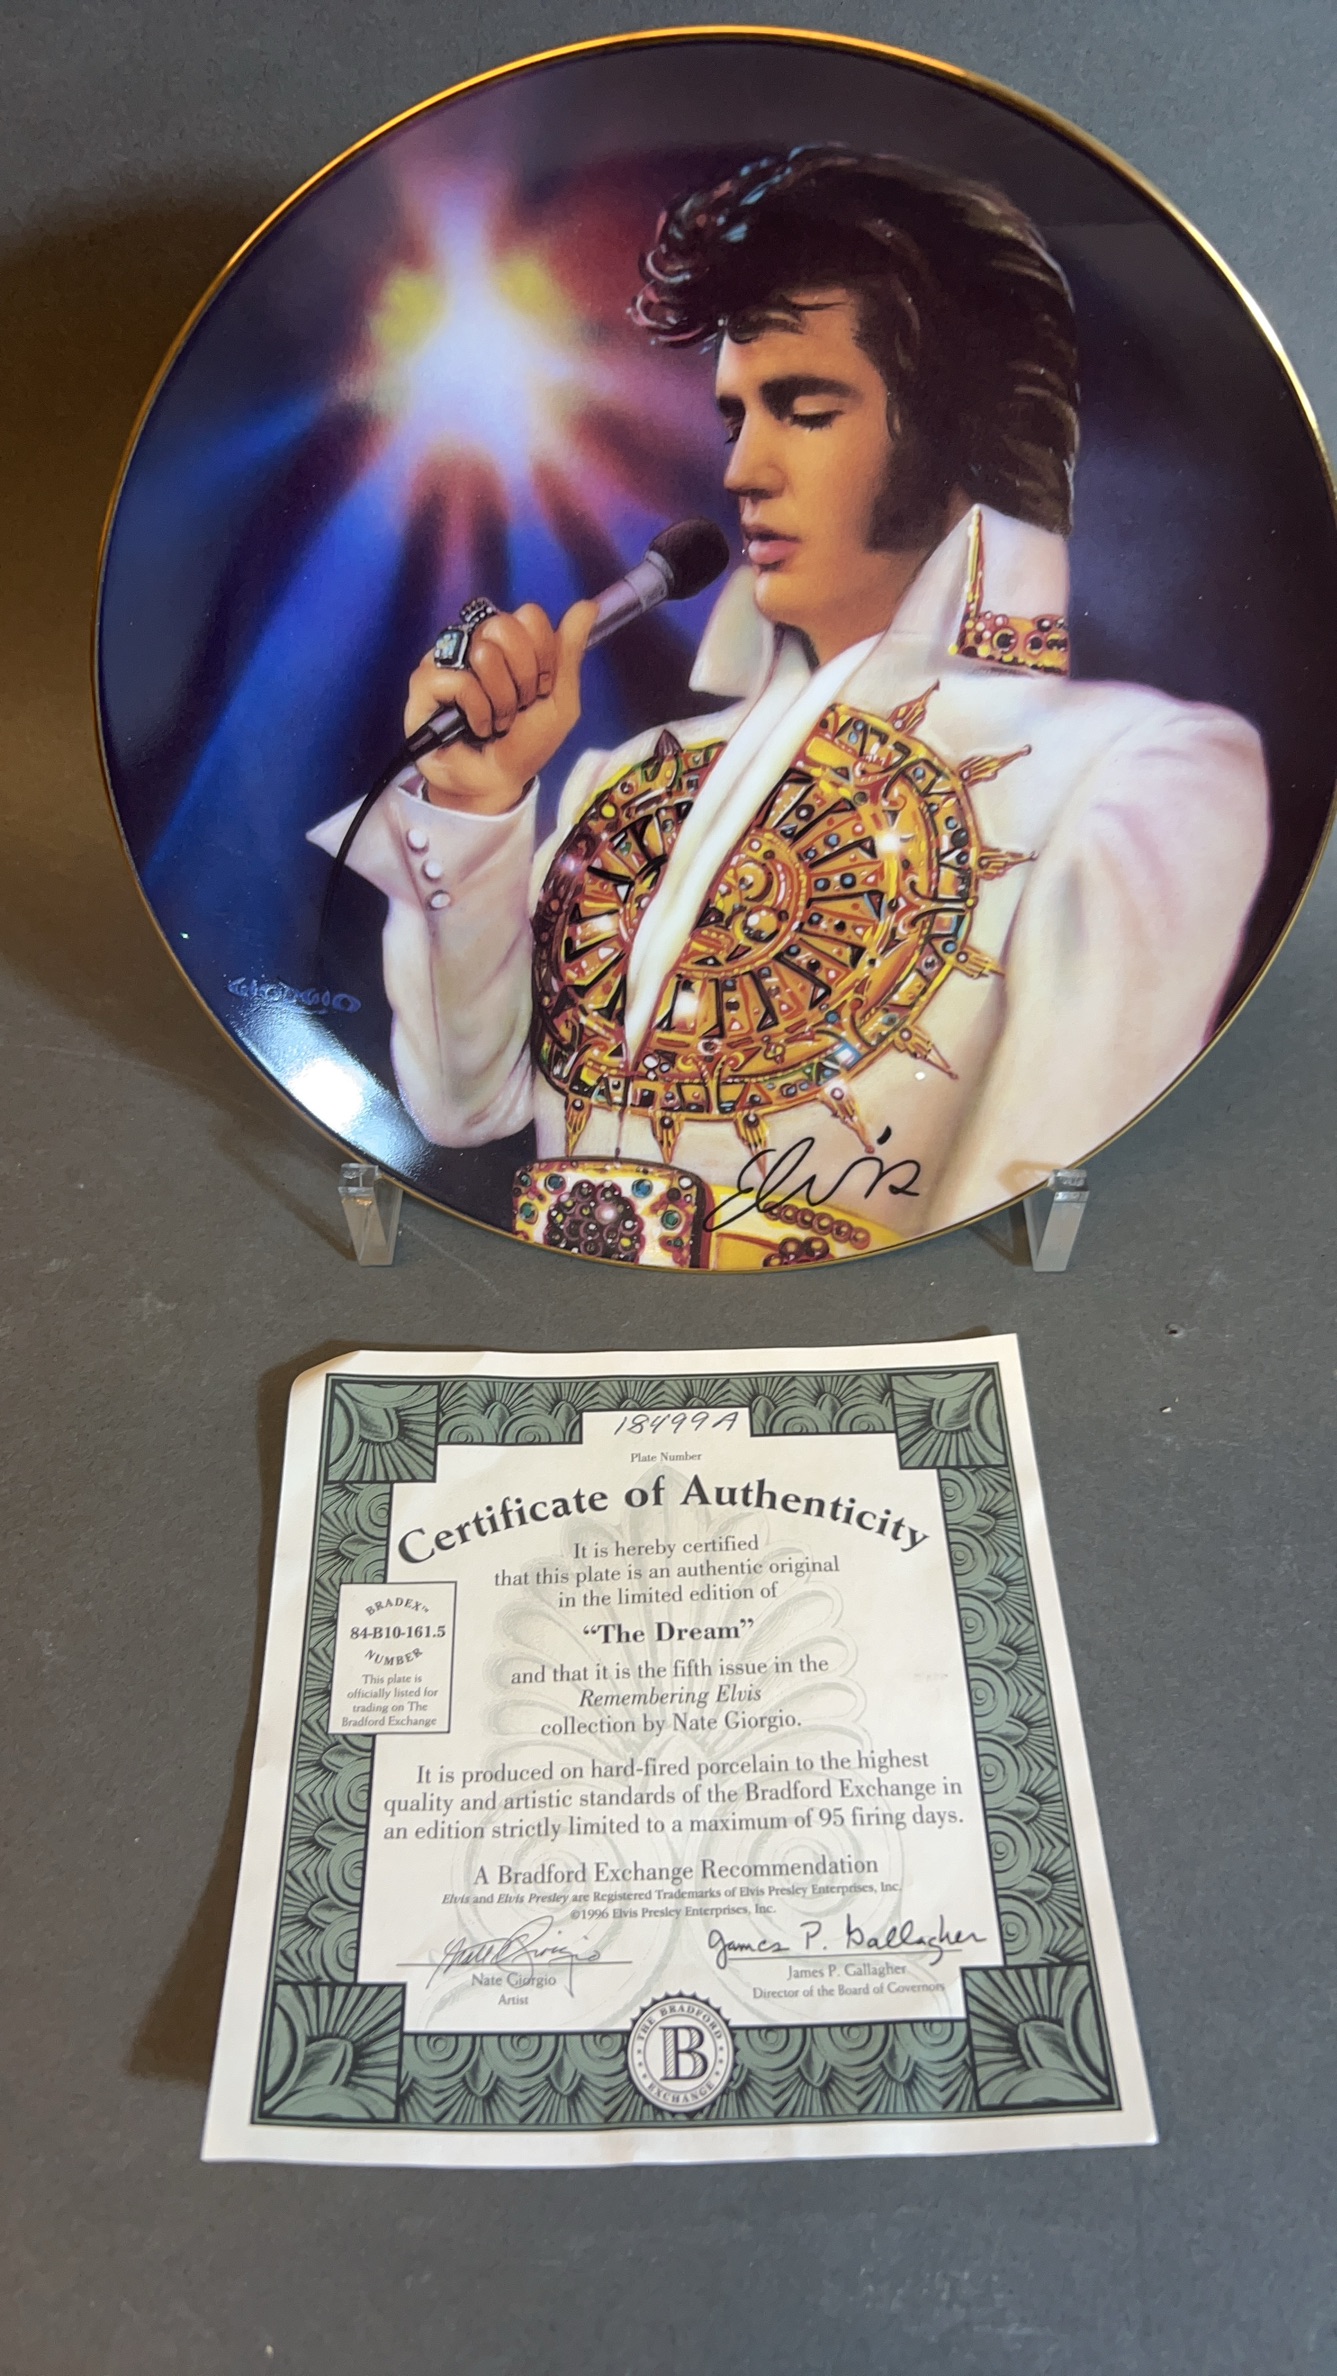 GIORGIO
Elvis
18499A
Plate Number
Certificate of Authenticity
It is hereby certified
that this plate is an authentic original
in the limited edition of
“The Dream”
and that it is the fifth issue in the
Remembering Elvis
collection by Nate Giorgio.
BRADEX™
84-B10-161.5
NUMBER
This plate is
officially listed for
trading on The
Bradford Exchange
It is produced on hard-fired porcelain to the highest
quality and artistic standards of the Bradford Exchange in
an edition strictly limited to a maximum of 95 firing days.
A Bradford Exchange Recommendation
Elvis and Elvis Presley are Registered Trademarks of Elvis Presley Enterprises, Inc.
©1996 Elvis Presley Enterprises, Inc.
Nate Giorgio
James P. Gallagher
Nate Giorgio
Artist
James P. Gallagher
Director of the Board of Governors
THE BRADFORD
B
EXCHANGE